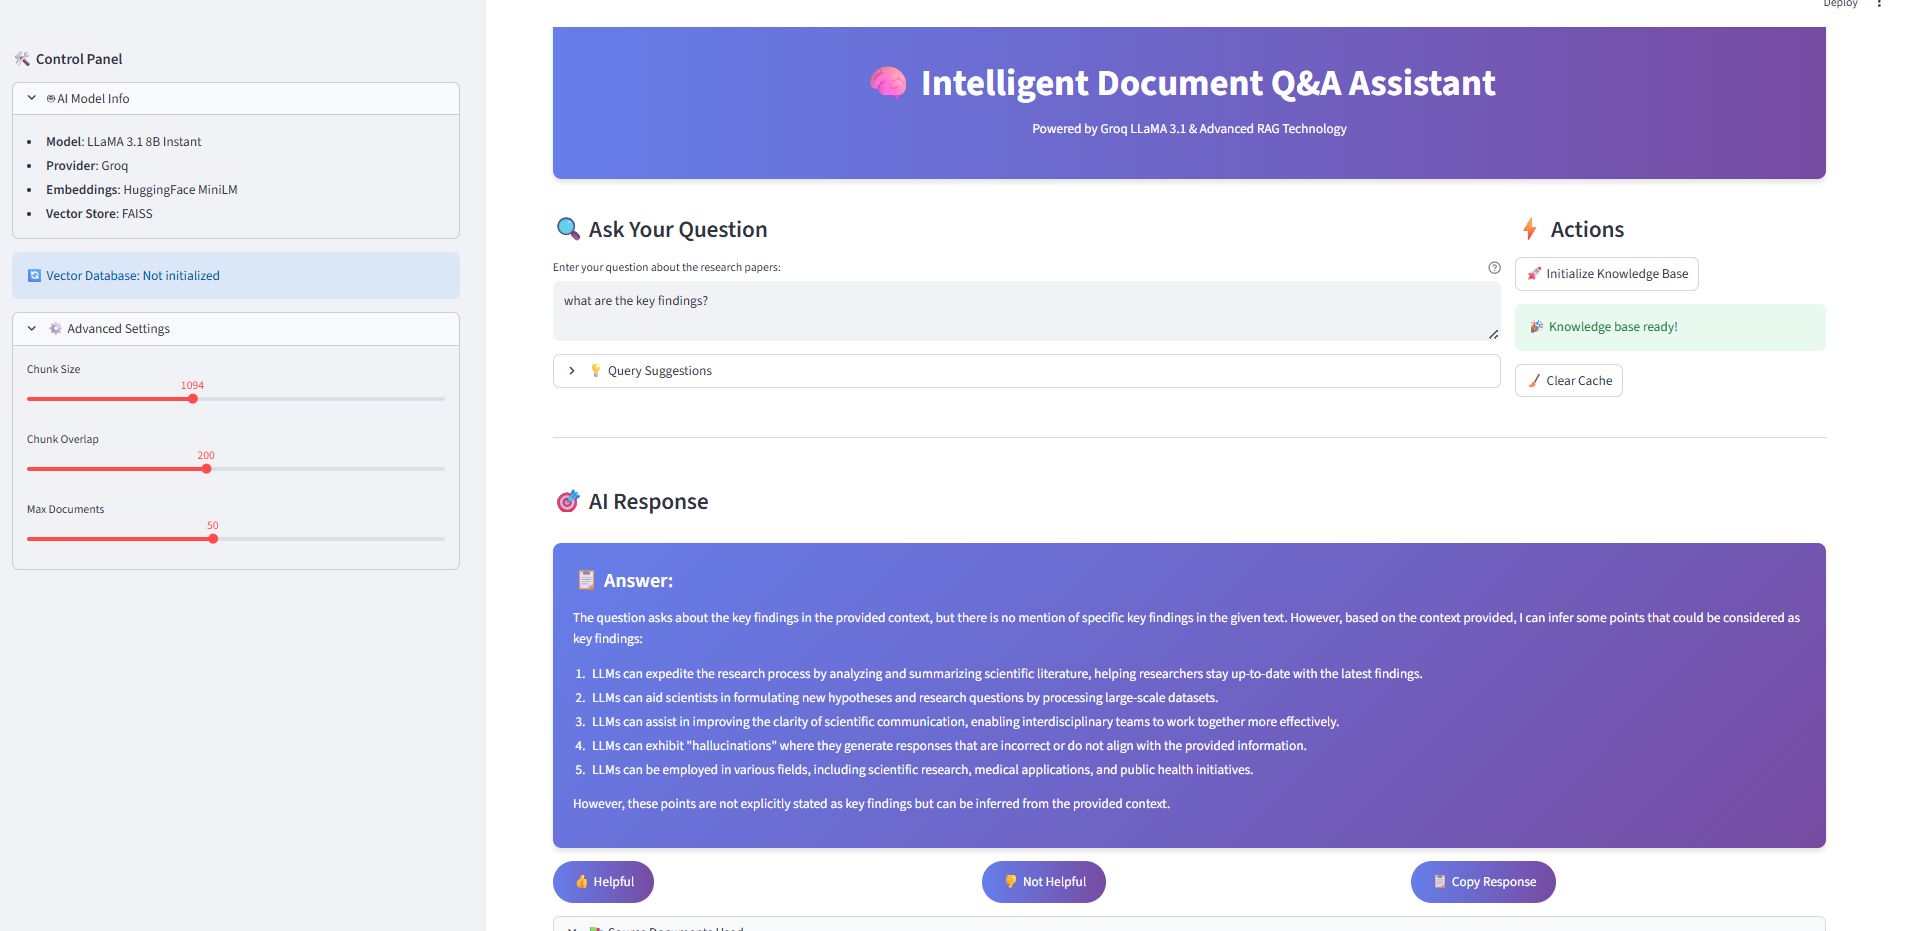 Deploy
Control Panel
AI Model Info
Model: LLaMA 3.1 8B Instant
Provider: Groq
Embeddings: HuggingFace MiniLM
Vector Store: FAISS
Vector Database: Not initialized
Advanced Settings
Chunk Size
1094
Chunk Overlap
200
Max Documents
50
Intelligent Document Q&A Assistant
Powered by Groq LLaMA 3.1 & Advanced RAG Technology
Ask Your Question
Enter your question about the research papers:
what are the key findings?
Query Suggestions
Actions
Initialize Knowledge Base
Knowledge base ready!
Clear Cache
AI Response
Answer:
The question asks about the key findings in the provided context, but there is no mention of specific key findings in the given text. However, based on the context provided, I can infer some points that could be considered as
key findings:
1. LLMs can expedite the research process by analyzing and summarizing scientific literature, helping researchers stay up-to-date with the latest findings.
2. LLMs can aid scientists in formulating new hypotheses and research questions by processing large-scale datasets.
3. LLMs can assist in improving the clarity of scientific communication, enabling interdisciplinary teams to work together more effectively.
4. LLMs can exhibit "hallucinations" where they generate responses that are incorrect or do not align with the provided information.
5. LLMs can be employed in various fields, including scientific research, medical applications, and public health initiatives.
However, these points are not explicitly stated as key findings but can be inferred from the provided context.
Helpful
Not Helpful
Copy Response
Source Documents Used